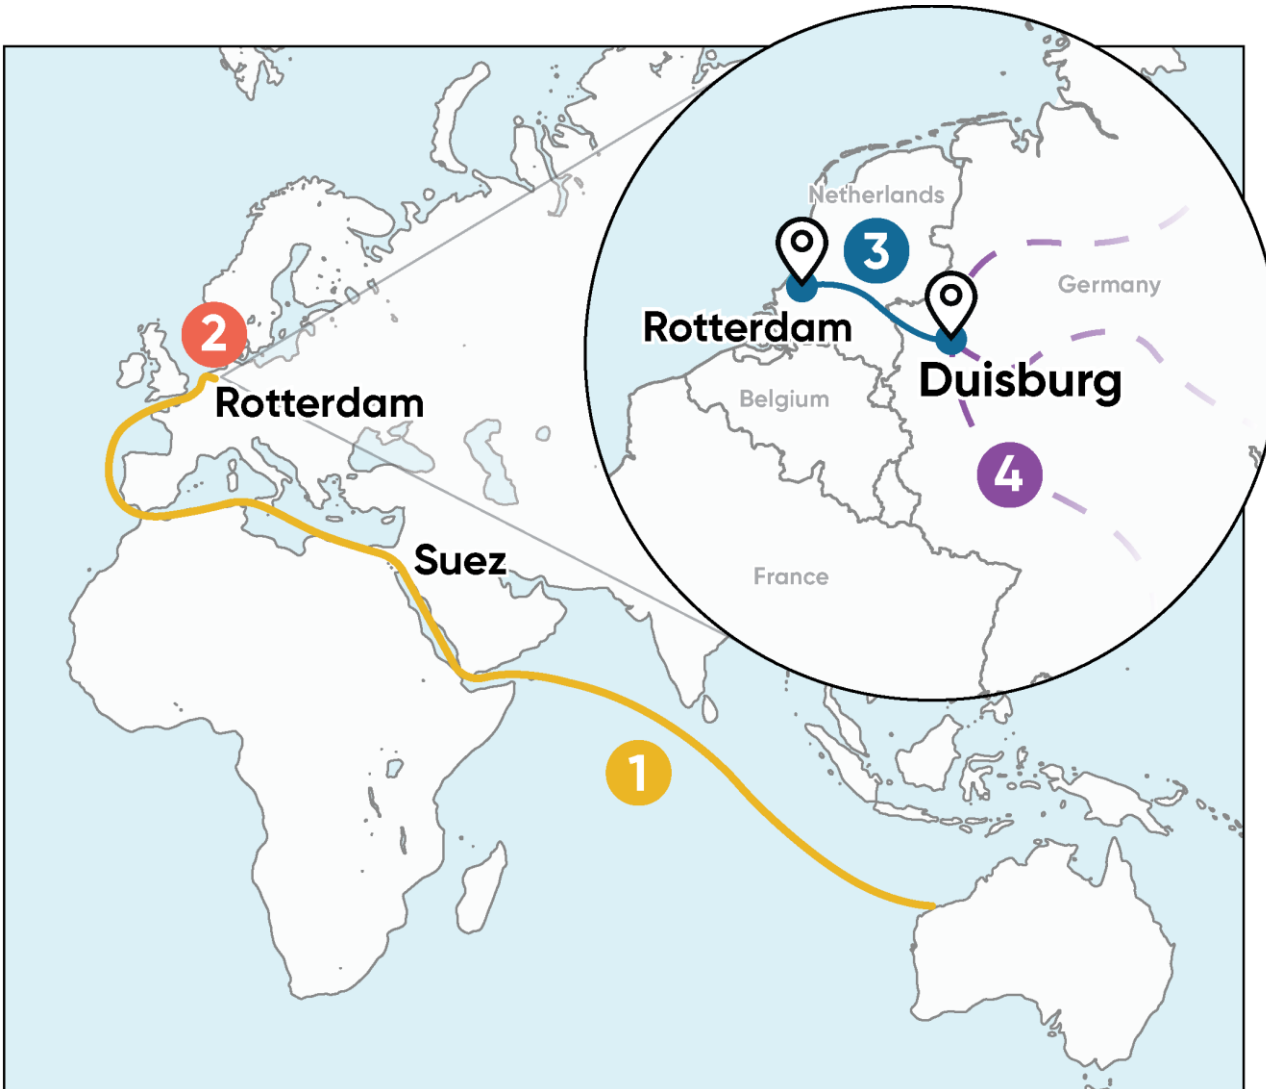 Netherlands
3
Germany
Rotterdam
2
Duisburg
Rotterdam
Belgium
4
Suez
France
1